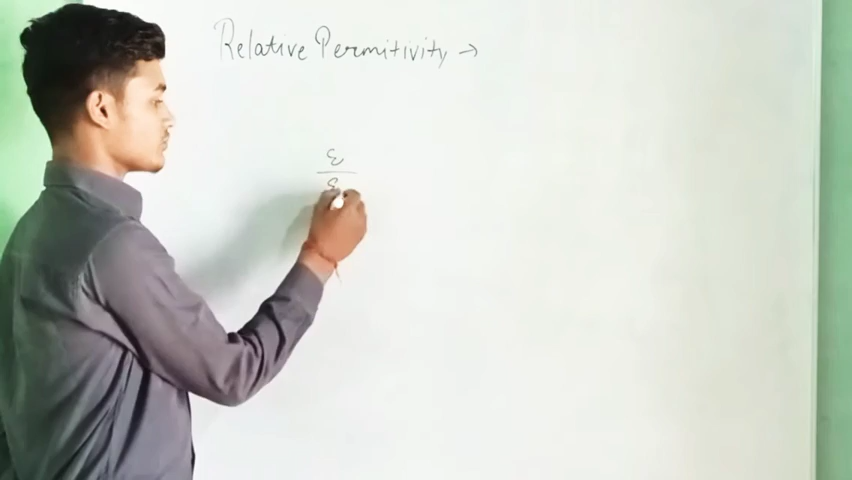 Relative Permitivity →
ε
ε